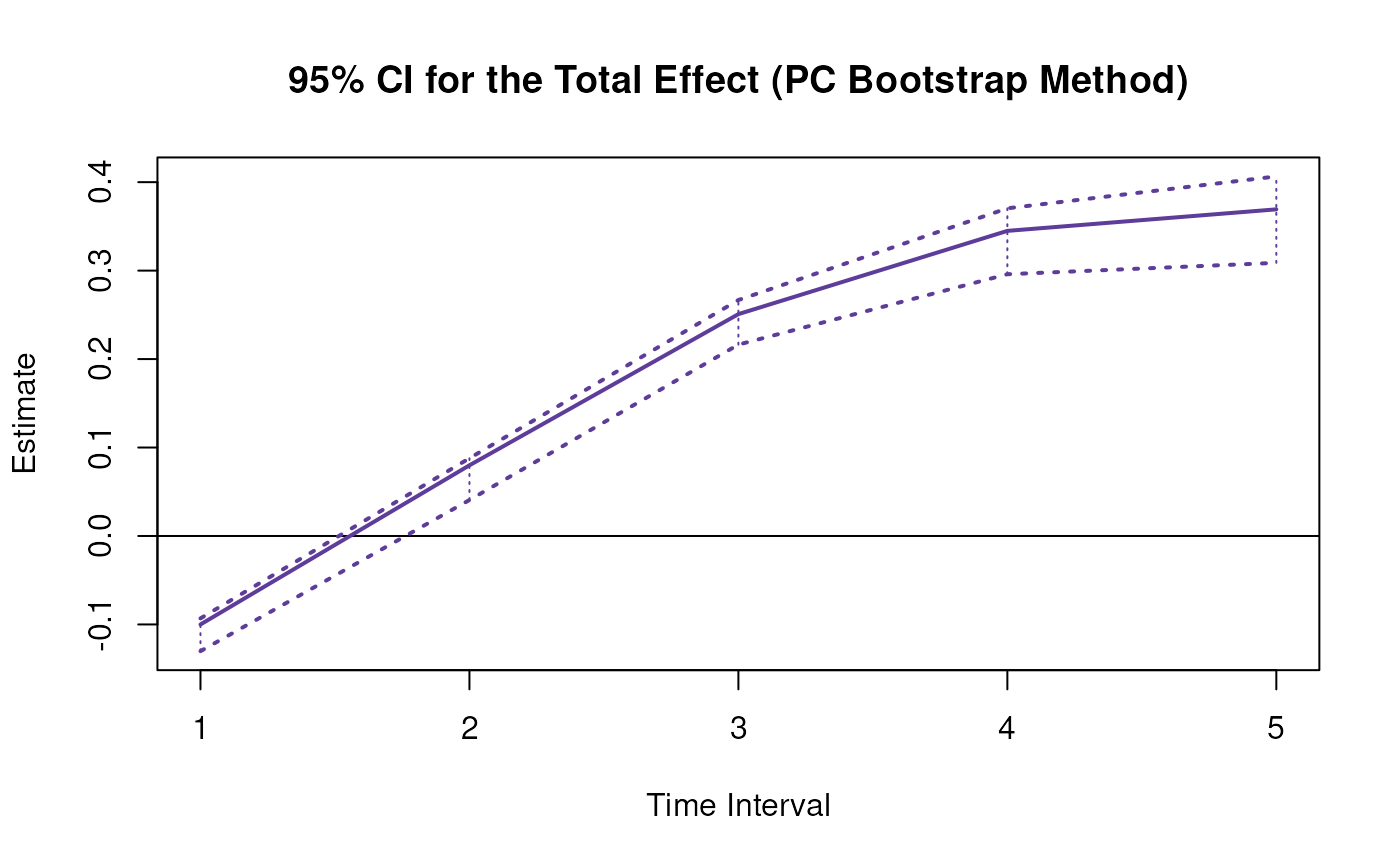 95% CI for the Total Effect (PC Bootstrap Method)
Estimate
0.4
0.3
0.2
0.1
0.0
-0.1
1 2 3 4 5
Time Interval